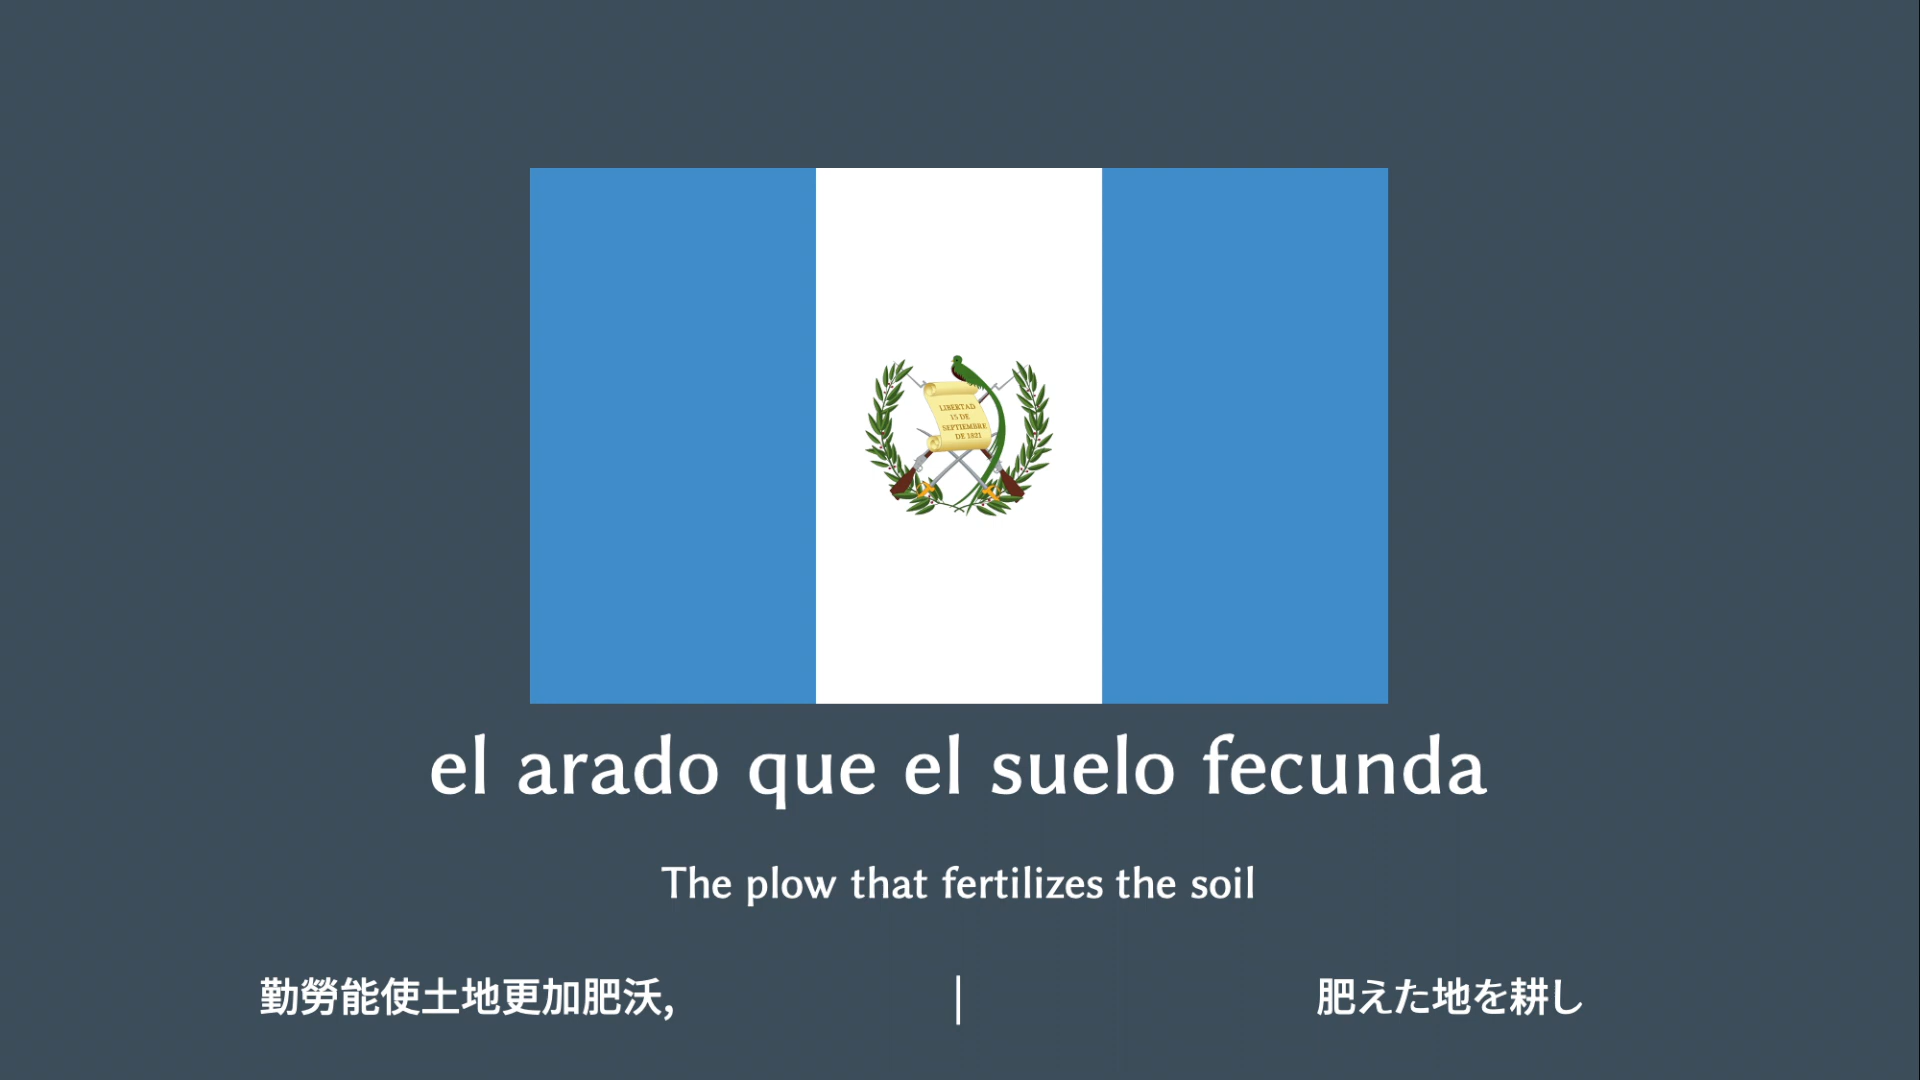 LIBERTAD
15 DE
SEPTIEMBRE
DE 1821
el arado que el suelo fecunda
The plow that fertilizes the soil
勤勞能使土地更加肥沃, | 肥えた地を耕し